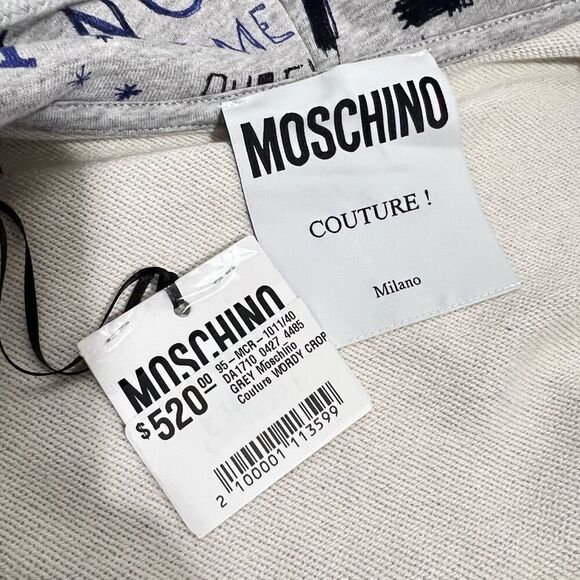 ME
MOSCHINO
COUTURE !
Milano
MOSCHINO
$520.00
95-MCR-1011/40
DA1710 0427 4485
GREY Moschino
Couture WORDY CROP
2 100001 113599